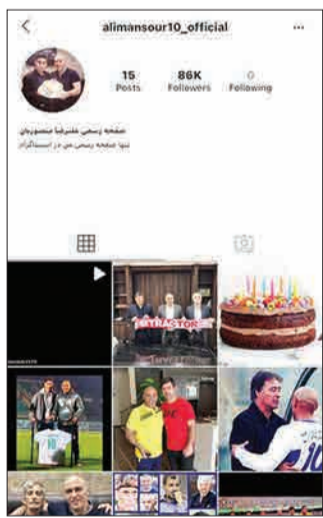 alimansour10_official
15 86K 0
Posts Followers Following
صفحه رسمی علیرضا منصوریان
تنها صفحه رسمی من در اینستاگرام
TRACTOR
10
10